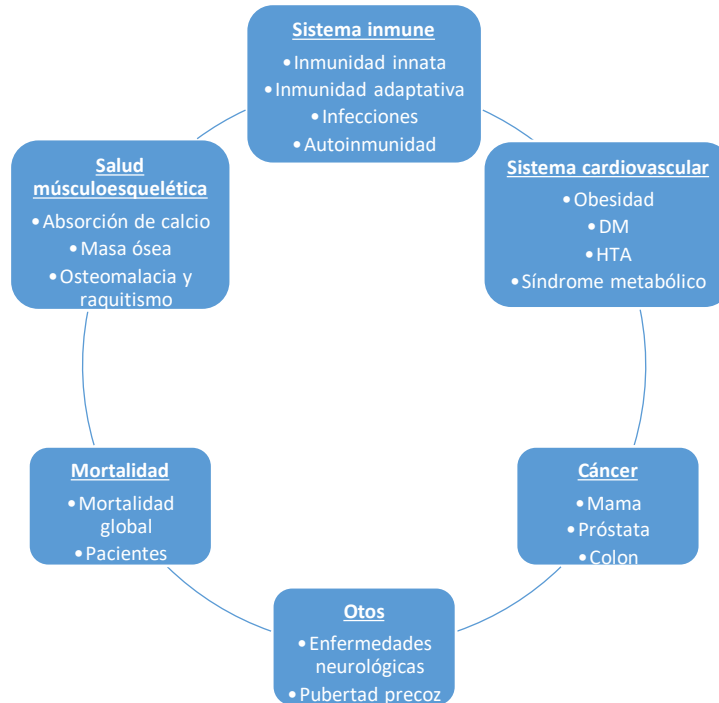 Sistema inmune
•Inmunidad innata
•Inmunidad adaptativa
•Infecciones
•Autoinmunidad
Sistema cardiovascular
•Obesidad
•DM
•HTA
•Síndrome metabólico
Cáncer
•Mama
•Próstata
•Colon
Otos
•Enfermedades
neurológicas
•Pubertad precoz
Mortalidad
•Mortalidad
global
•Pacientes
Salud
músculoesquelética
•Absorción de calcio
•Masa ósea
•Osteomalacia y
raquitismo